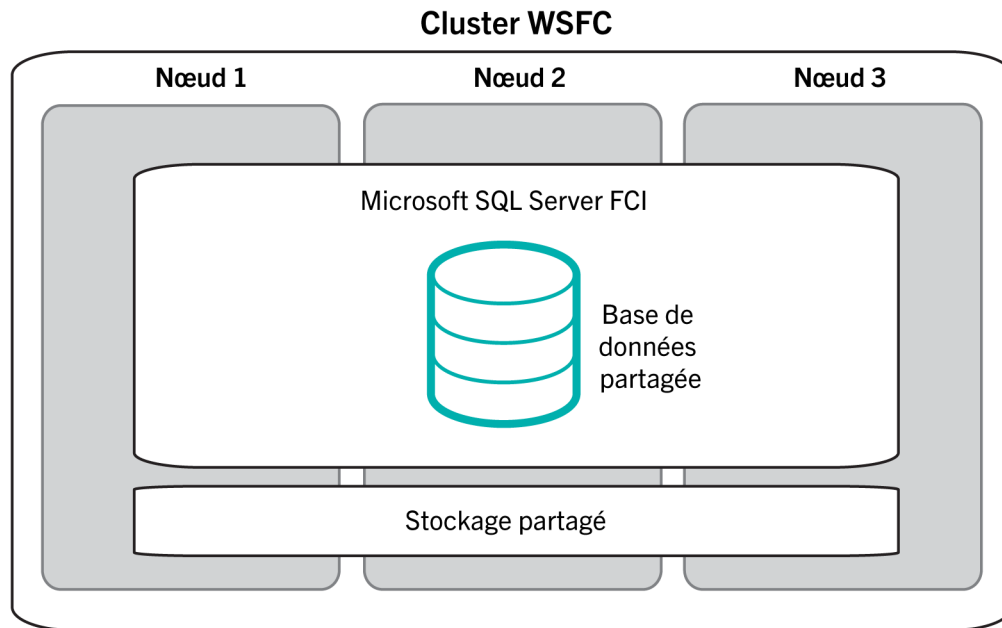 Cluster WSFC
Nœud 1
Nœud 2
Nœud 3
Microsoft SQL Server FCI
Base de
données
partagée
Stockage partagé